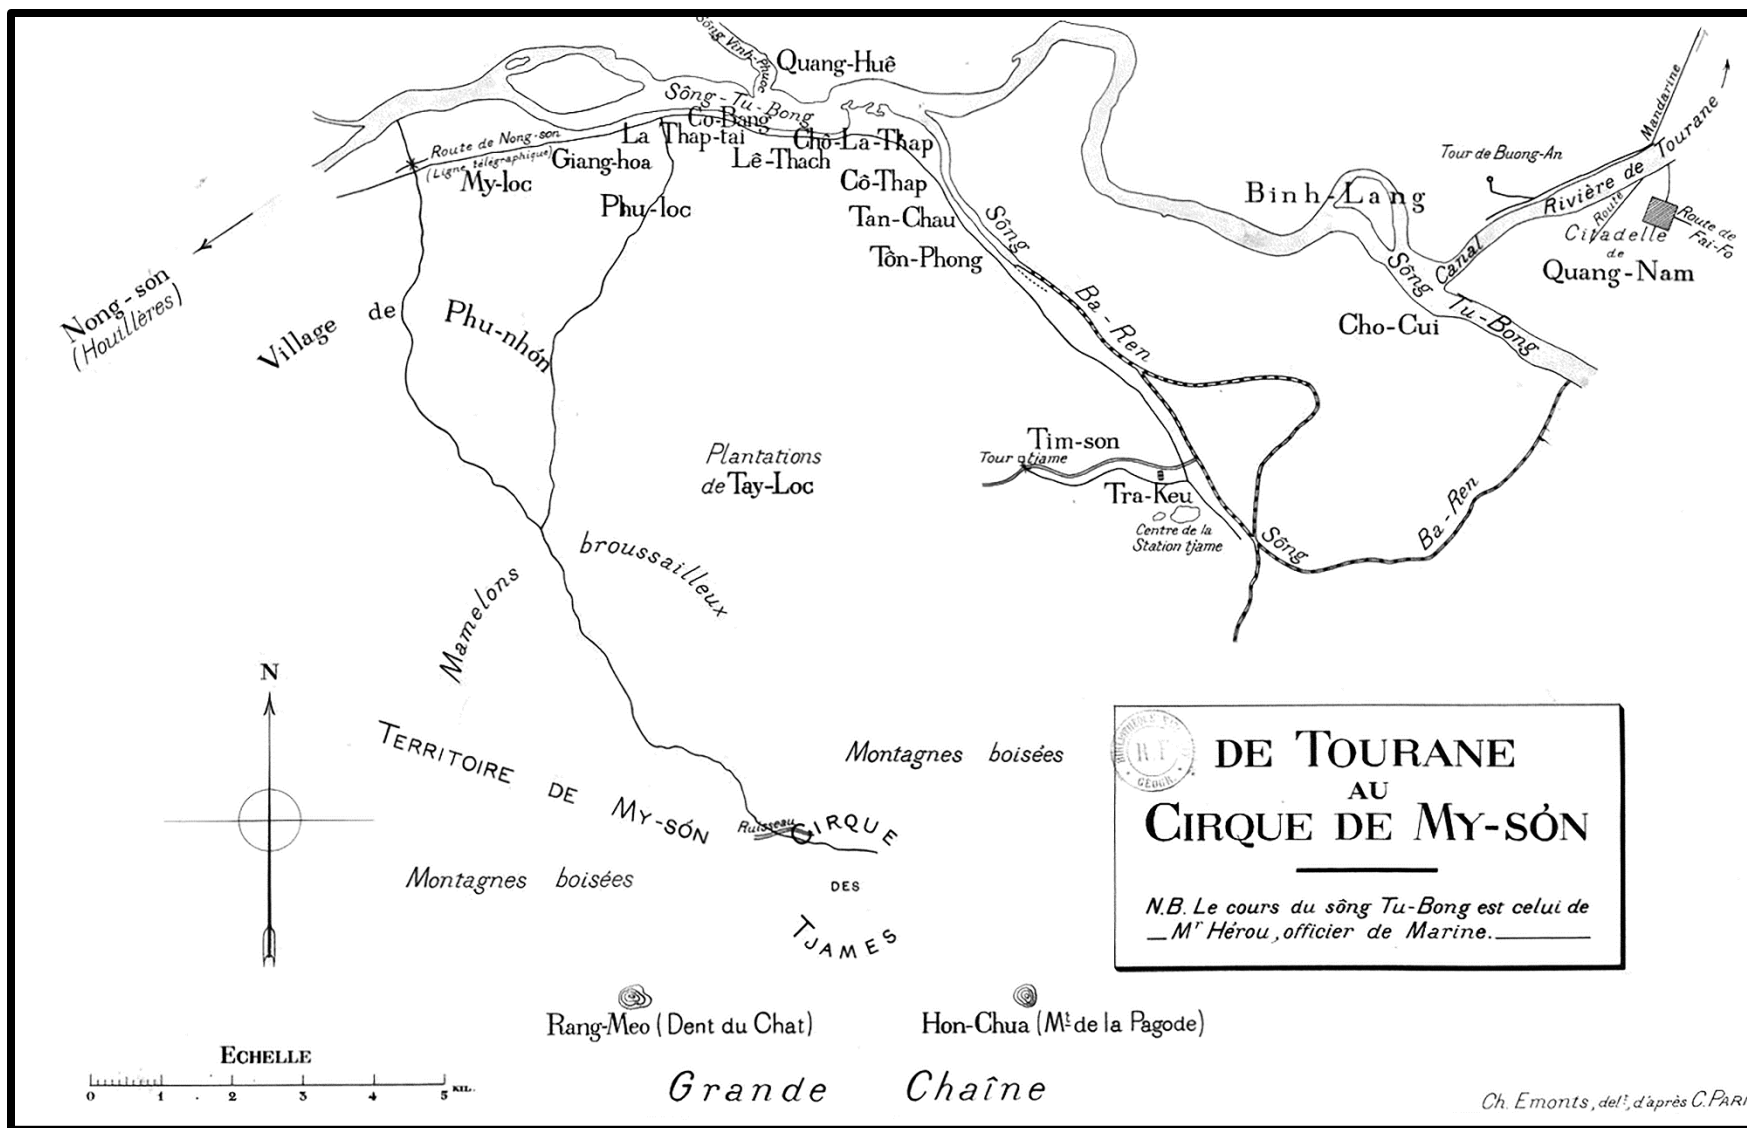 Sông Vinh-Phuoc
Quang-Huê
Sông-Tu-Bong
Co-Bang
La Thap-tai
Chô-La-Thap
Route de Nong-son
(Ligne télégraphique)
Giang-hoa
Lê-Thach
My-loc
Phu-loc
Cô-Thap
Tan-Chau
Tôn-Phong
Mandarine
Tour de Buong-An
Rivière de Tourane
Binh-Lang
Route
Route de
Fai-Fo
Citadelle
de
Quang-Nam
Canal
Sông Tu-Bong
Cho-Cui
Nong-són
(Houillères)
Village de Phu-nhón
Sông Ba-Ren
Tim-son
Tour tjame
Tra-Keu
Centre de la
Station tjame
Sông Ba-Ren
Plantations
de Tay-Loc
Mamelons broussailleux
N
TERRITOIRE DE MY-SÓN
Montagnes boisées
Ruisseau
CIRQUE
DES
TJAMES
Montagnes boisées
DE TOURANE
AU
CIRQUE DE MY-SÓN
N.B. Le cours du sông Tu-Bong est celui de
Mr Hérou, officier de Marine.
R.F.
GÉOGR.
Rang-Meo (Dent du Chat)
Hon-Chua (Mt de la Pagode)
ECHELLE
0 1 2 3 4 5 KIL.
Grande Chaîne
Ch. Emonts, delt, d'après C. PARI